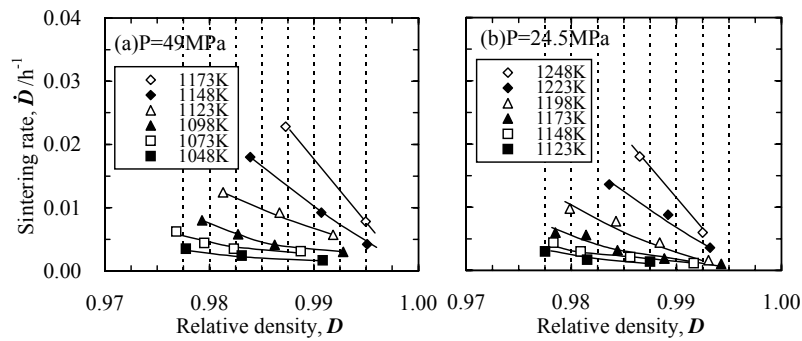 0.04
0.03
0.02
0.01
0.00
Sintering rate, Ḋ /h⁻¹
(a)P=49MPa
1173K
1148K
1123K
1098K
1073K
1048K
0.97
0.98
0.99
1.00
Relative density, D
(b)P=24.5MPa
1248K
1223K
1198K
1173K
1148K
1123K
0.97
0.98
0.99
1.00
Relative density, D